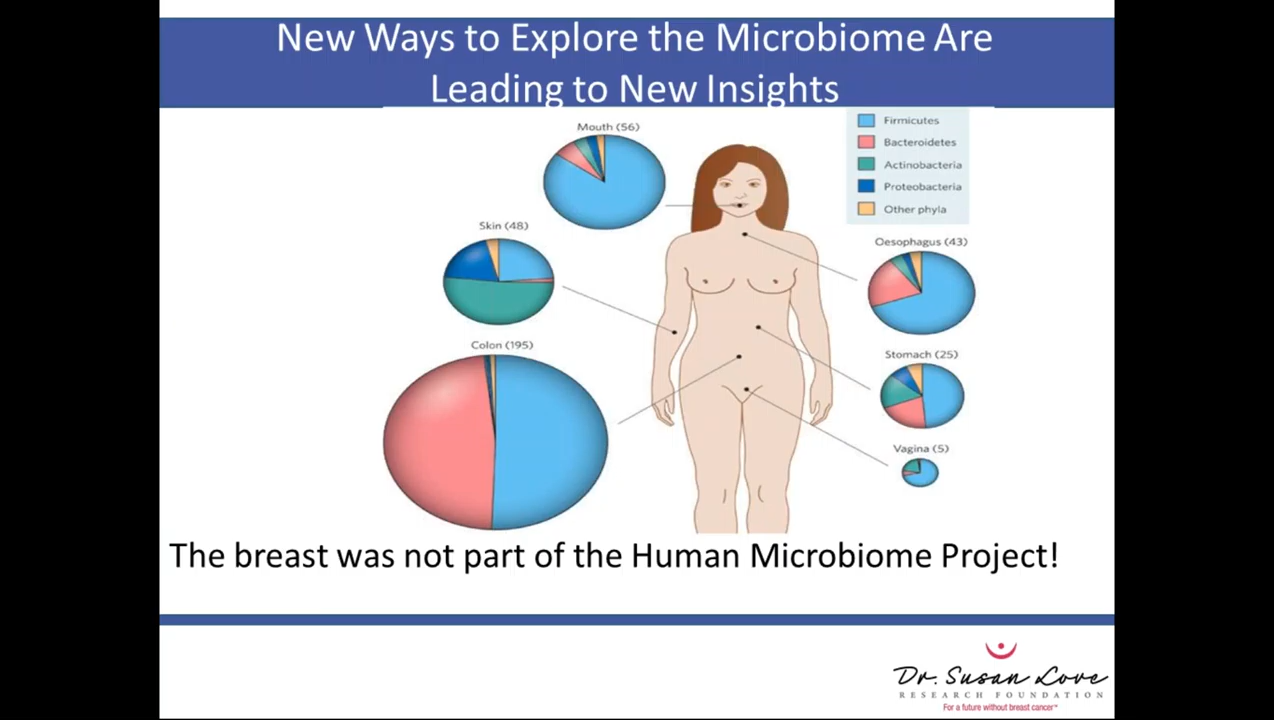 New Ways to Explore the Microbiome Are
Leading to New Insights
Mouth (56)
Firmicutes
Bacteroidetes
Actinobacteria
Proteobacteria
Other phyla
Skin (48)
Oesophagus (43)
Colon (195)
Stomach (25)
Vagina (5)
The breast was not part of the Human Microbiome Project!
Dr. Susan Love
RESEARCH FOUNDATION
For a future without breast cancer™